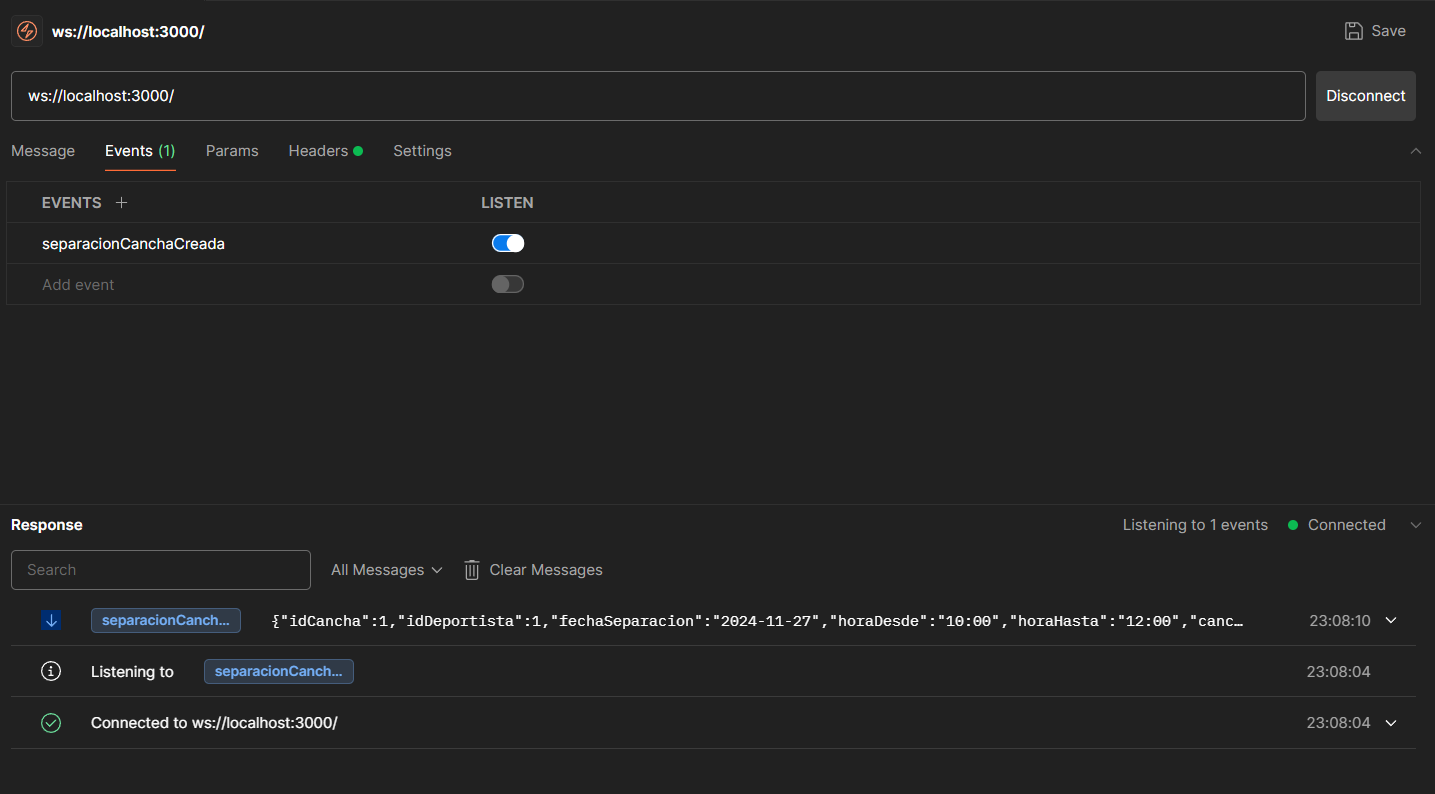 ws://localhost:3000/
Save
ws://localhost:3000/
Disconnect
Message Events (1) Params Headers Settings
EVENTS + LISTEN
separacionCanchaCreada
Add event
Response
Listening to 1 events Connected
Search
All Messages Clear Messages
separacionCanch... {"idCancha":1,"idDeportista":1,"fechaSeparacion":"2024-11-27","horaDesde":"10:00","horaHasta":"12:00","canc… 23:08:10
Listening to separacionCanch... 23:08:04
Connected to ws://localhost:3000/ 23:08:04